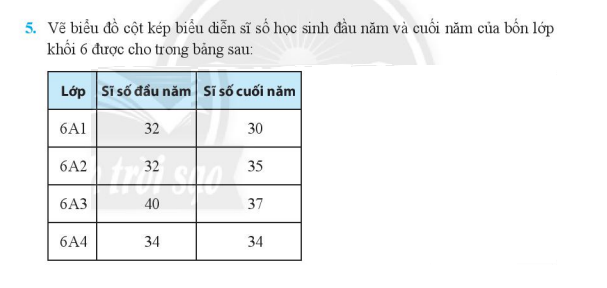 5. Vẽ biểu đồ cột kép biểu diễn sĩ số học sinh đầu năm và cuối năm của bốn lớp
khối 6 được cho trong bảng sau:
Lớp Sĩ số đầu năm Sĩ số cuối năm
6A1 32 30
6A2 32 35
6A3 40 37
6A4 34 34
trời sạo